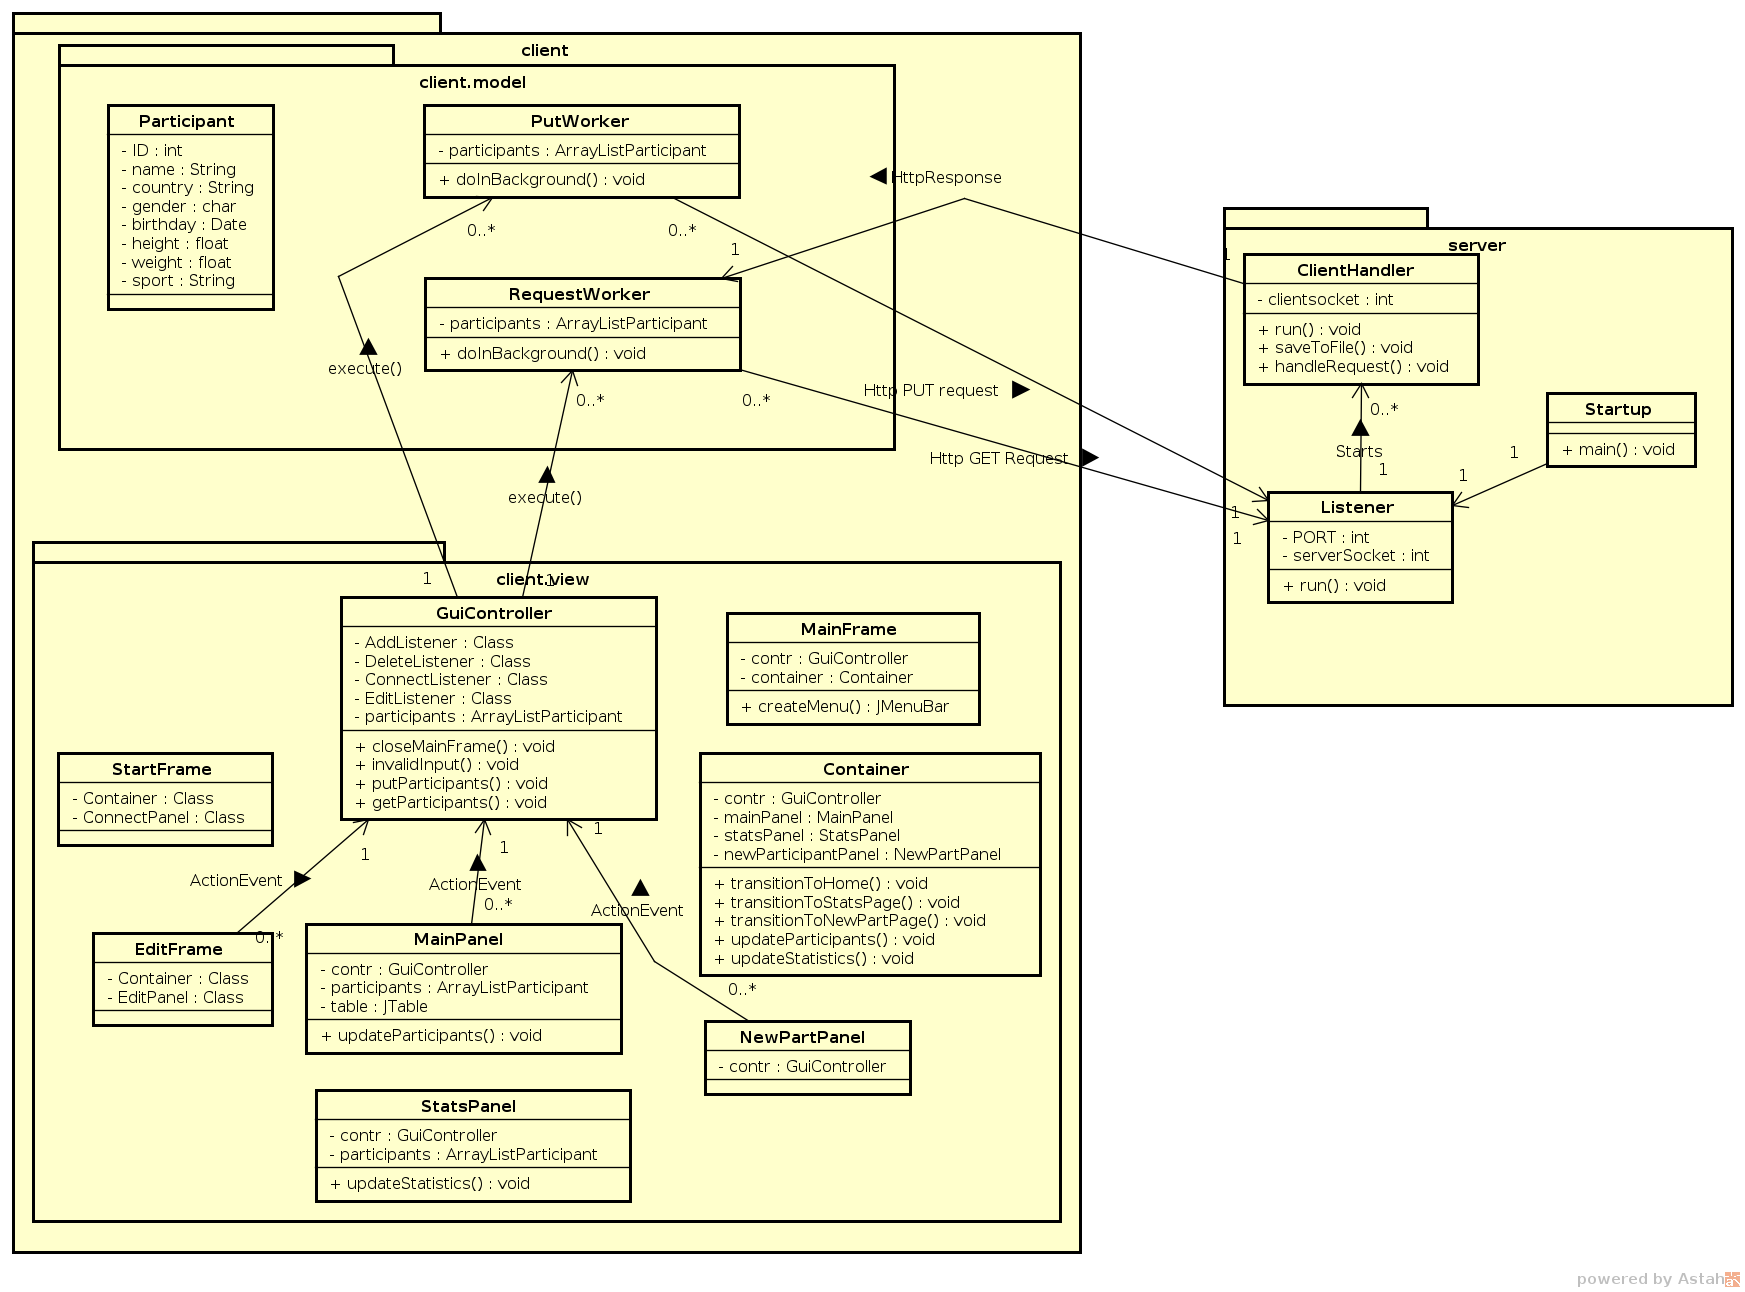 client
client.model
Participant
- ID : int
- name : String
- country : String
- gender : char
- birthday : Date
- height : float
- weight : float
- sport : String
PutWorker
- participants : ArrayListParticipant
+ doInBackground() : void
0..*
0..*
1
HttpResponse
RequestWorker
- participants : ArrayListParticipant
+ doInBackground() : void
0..*
0..*
execute()
execute()
Http PUT request
Http GET Request
server
1
ClientHandler
- clientsocket : int
+ run() : void
+ saveToFile() : void
+ handleRequest() : void
0..*
Starts
1
Startup
+ main() : void
1
1
Listener
- PORT : int
- serverSocket : int
+ run() : void
1
1
client.view
1
1
GuiController
- AddListener : Class
- DeleteListener : Class
- ConnectListener : Class
- EditListener : Class
- participants : ArrayListParticipant
+ closeMainFrame() : void
+ invalidInput() : void
+ putParticipants() : void
+ getParticipants() : void
MainFrame
- contr : GuiController
- container : Container
+ createMenu() : JMenuBar
StartFrame
- Container : Class
- ConnectPanel : Class
Container
- contr : GuiController
- mainPanel : MainPanel
- statsPanel : StatsPanel
- newParticipantPanel : NewPartPanel
+ transitionToHome() : void
+ transitionToStatsPage() : void
+ transitionToNewPartPage() : void
+ updateParticipants() : void
+ updateStatistics() : void
1
1
1
ActionEvent
ActionEvent
ActionEvent
0..*
0..*
0..*
EditFrame
- Container : Class
- EditPanel : Class
MainPanel
- contr : GuiController
- participants : ArrayListParticipant
- table : JTable
+ updateParticipants() : void
NewPartPanel
- contr : GuiController
StatsPanel
- contr : GuiController
- participants : ArrayListParticipant
+ updateStatistics() : void
powered by Astah